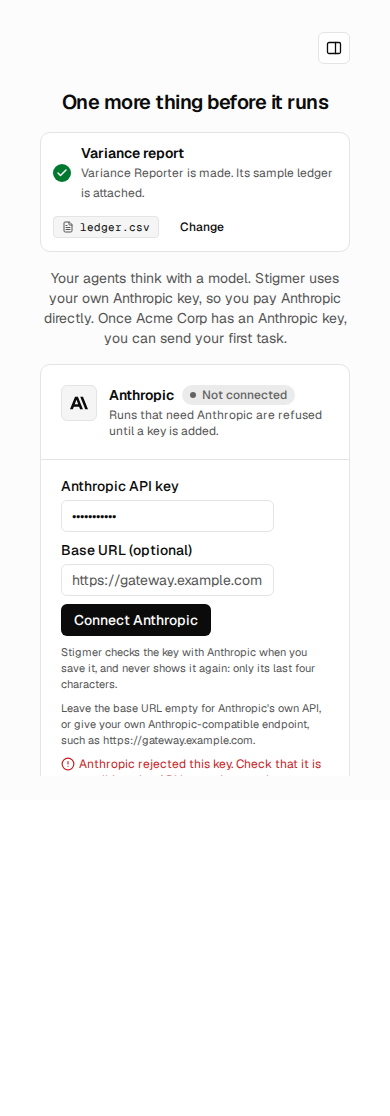 One more thing before it runs
Variance report
Variance Reporter is made. Its sample ledger
is attached.
ledger.csv
Change
Your agents think with a model. Stigmer uses
your own Anthropic key, so you pay Anthropic
directly. Once Acme Corp has an Anthropic key,
you can send your first task.
Anthropic
Not connected
Runs that need Anthropic are refused
until a key is added.
Anthropic API key
•••••••••••
Base URL (optional)
https://gateway.example.com
Connect Anthropic
Stigmer checks the key with Anthropic when you
save it, and never shows it again: only its last four
characters.
Leave the base URL empty for Anthropic's own API,
or give your own Anthropic-compatible endpoint,
such as https://gateway.example.com.
Anthropic rejected this key. Check that it is